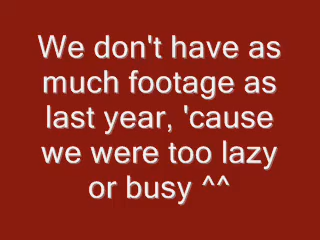 We don't have as
much footage as
last year, 'cause
we were too lazy
or busy ^^